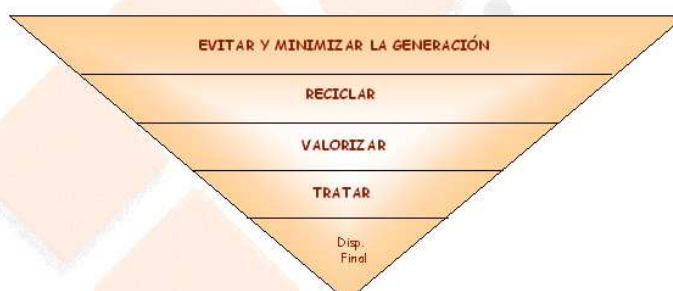 EVITAR Y MINIMIZAR LA GENERACIÓN
RECICLAR
VALORIZAR
TRATAR
Disp.
Final